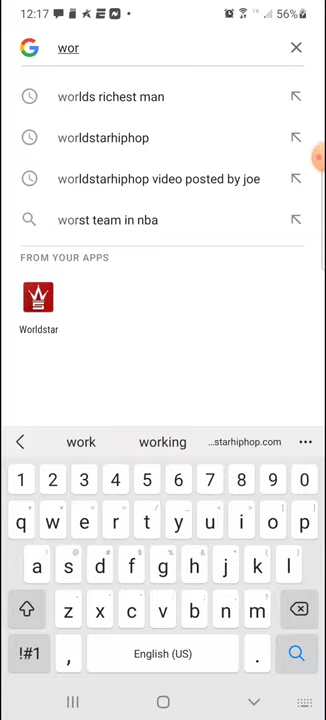 12:17 56%
wor
worlds richest man
worldstarhiphop
worldstarhiphop video posted by joe
worst team in nba
FROM YOUR APPS
Worldstar
work working ...starhiphop.com
1 2 3 4 5 6 7 8 9 0
q w e r t y u i o p
a s d f g h j k l
z x c v b n m
!#1 , English (US) .